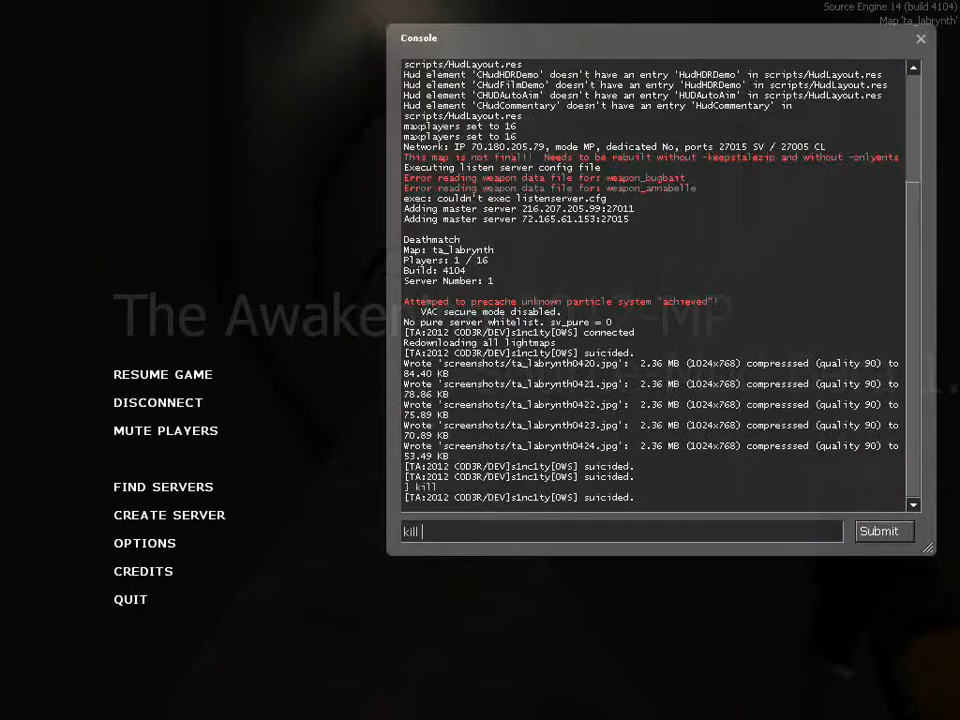 Source Engine 14 (build 4104)
Map 'ta_labrynth'
Console
scripts/HudLayout.res
Hud element 'CHudHDRDemo' doesn't have an entry 'HudHDRDemo' in scripts/HudLayout.res
Hud element 'CHudFilmDemo' doesn't have an entry 'HudHDRDemo' in scripts/HudLayout.res
Hud element 'CHUDAutoAim' doesn't have an entry 'HUDAutoAim' in scripts/HudLayout.res
Hud element 'CHudCommentary' doesn't have an entry 'HudCommentary' in
scripts/HudLayout.res
maxplayers set to 16
maxplayers set to 16
Network: IP 70.180.205.79, mode MP, dedicated No, ports 27015 SV / 27005 CL
This map is not final!!  Needs to be rebuilt without -keepstalezip and without -onlyents
Executing listen server config file
Error reading weapon data file for: weapon_bugbait
Error reading weapon data file for: weapon_annabelle
exec: couldn't exec listenserver.cfg
Adding master server 216.207.205.99:27011
Adding master server 72.165.61.153:27015
Deathmatch
Map: ta_labrynth
Players: 1 / 16
Build: 4104
Server Number: 1
Attemped to precache unknown particle system "achieved"!
VAC secure mode disabled.
No pure server whitelist. sv_pure = 0
[TA:2012 COD3R/DEV]s1nc1ty[OWS] connected
Redownloading all lightmaps
[TA:2012 COD3R/DEV]s1nc1ty[OWS] suicided.
Wrote 'screenshots/ta_labrynth0420.jpg':  2.36 MB (1024x768) compresssed (quality 90) to
84.40 KB
Wrote 'screenshots/ta_labrynth0421.jpg':  2.36 MB (1024x768) compresssed (quality 90) to
78.86 KB
Wrote 'screenshots/ta_labrynth0422.jpg':  2.36 MB (1024x768) compresssed (quality 90) to
75.89 KB
Wrote 'screenshots/ta_labrynth0423.jpg':  2.36 MB (1024x768) compresssed (quality 90) to
70.89 KB
Wrote 'screenshots/ta_labrynth0424.jpg':  2.36 MB (1024x768) compresssed (quality 90) to
53.49 KB
[TA:2012 COD3R/DEV]s1nc1ty[OWS] suicided.
[TA:2012 COD3R/DEV]s1nc1ty[OWS] suicided.
] kill
[TA:2012 COD3R/DEV]s1nc1ty[OWS] suicided.
kill
Submit
The Awaken 2-MP
RESUME GAME
DISCONNECT
MUTE PLAYERS
FIND SERVERS
CREATE SERVER
OPTIONS
CREDITS
QUIT